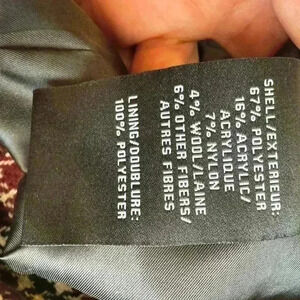 SHELL/EXTERIEUR:
67% POLYESTER
16% ACRYLIC/
ACRYLIQUE
7% NYLON
4% WOOL/LAINE
6% OTHER FIBERS/
AUTRES FIBRES
LINING/DOUBLURE:
100% POLYESTER